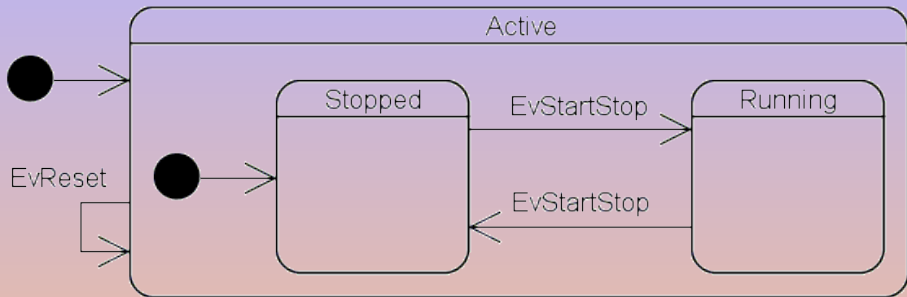 Active
Stopped
EvStartStop
Running
EvReset
EvStartStop